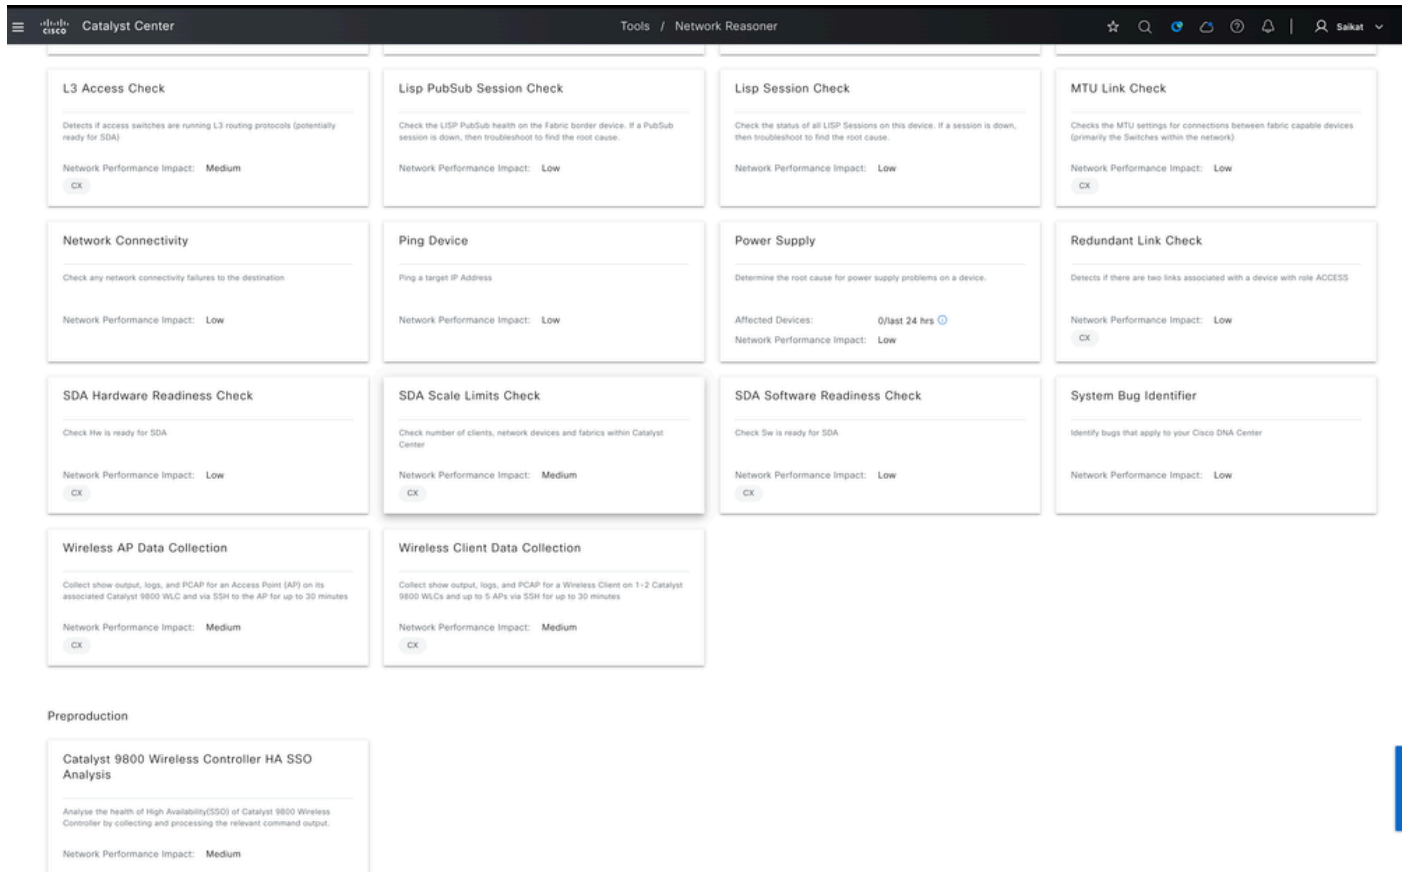 cisco Catalyst Center Tools / Network Reasoner Saikat
L3 Access Check
Detects if access switches are running L3 routing protocols (potentially
ready for SDA)
Network Performance Impact: Medium
CX
Lisp PubSub Session Check
Check the LISP PubSub health on the Fabric border device. If a PubSub
session is down, then troubleshoot to find the root cause.
Network Performance Impact: Low
Lisp Session Check
Check the status of all LISP Sessions on this device. If a session is down,
then troubleshoot to find the root cause.
Network Performance Impact: Low
MTU Link Check
Checks the MTU settings for connections between fabric capable devices
(primarily the Switches within the network)
Network Performance Impact: Low
CX
Network Connectivity
Check any network connectivity failures to the destination
Network Performance Impact: Low
Ping Device
Ping a target IP Address
Network Performance Impact: Low
Power Supply
Determine the root cause for power supply problems on a device.
Affected Devices: 0/last 24 hrs
Network Performance Impact: Low
Redundant Link Check
Detects if there are two links associated with a device with role ACCESS
Network Performance Impact: Low
CX
SDA Hardware Readiness Check
Check Hw is ready for SDA
Network Performance Impact: Low
CX
SDA Scale Limits Check
Check number of clients, network devices and fabrics within Catalyst
Center
Network Performance Impact: Medium
CX
SDA Software Readiness Check
Check Sw is ready for SDA
Network Performance Impact: Low
CX
System Bug Identifier
Identify bugs that apply to your Cisco DNA Center
Network Performance Impact: Low
Wireless AP Data Collection
Collect show output, logs, and PCAP for an Access Point (AP) on its
associated Catalyst 9800 WLC and via SSH to the AP for up to 30 minutes
Network Performance Impact: Medium
CX
Wireless Client Data Collection
Collect show output, logs, and PCAP for a Wireless Client on 1-2 Catalyst
9800 WLCs and up to 5 APs via SSH for up to 30 minutes
Network Performance Impact: Medium
CX
Preproduction
Catalyst 9800 Wireless Controller HA SSO
Analysis
Analyse the health of High Availability(SSO) of Catalyst 9800 Wireless
Controller by collecting and processing the relevant command output.
Network Performance Impact: Medium